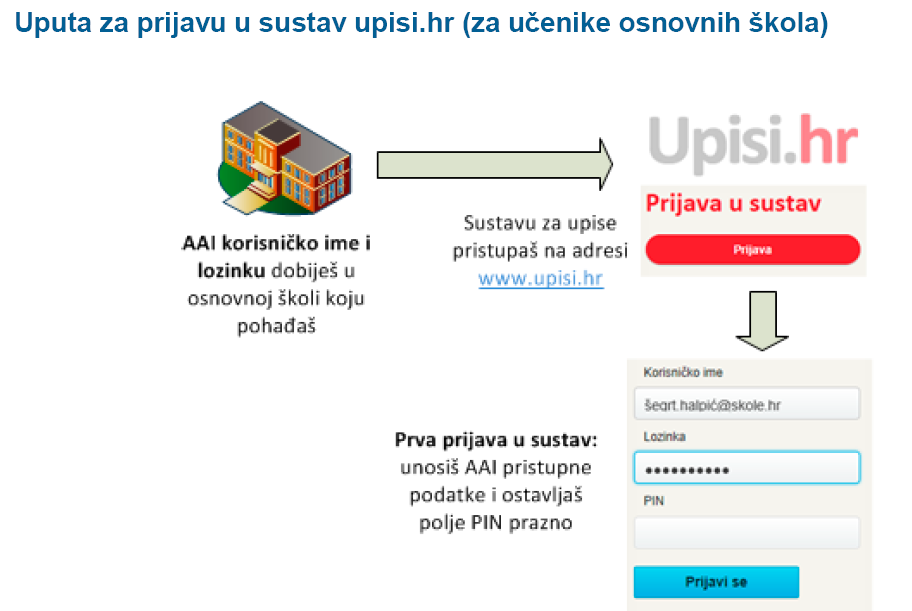 Uputa za prijavu u sustav upisi.hr (za učenike osnovnih škola)
AAI korisničko ime i
lozinku dobiješ u
osnovnoj školi koju
pohađaš
Sustavu za upise
pristupaš na adresi
www.upisi.hr
Upisi.hr
Prijava u sustav
Prijava
Prva prijava u sustav:
unosiš AAI pristupne
podatke i ostavljaš
polje PIN prazno
Korisničko ime
šegrt.halpić@skole.hr
Lozinka
••••••••••
PIN
Prijavi se